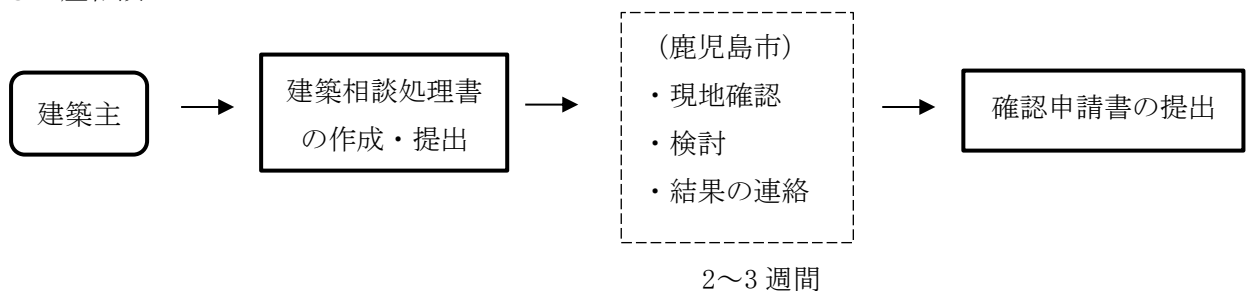 建築主
建築相談処理書
の作成・提出
(鹿児島市)
・現地確認
・検討
・結果の連絡
確認申請書の提出
2～3 週間